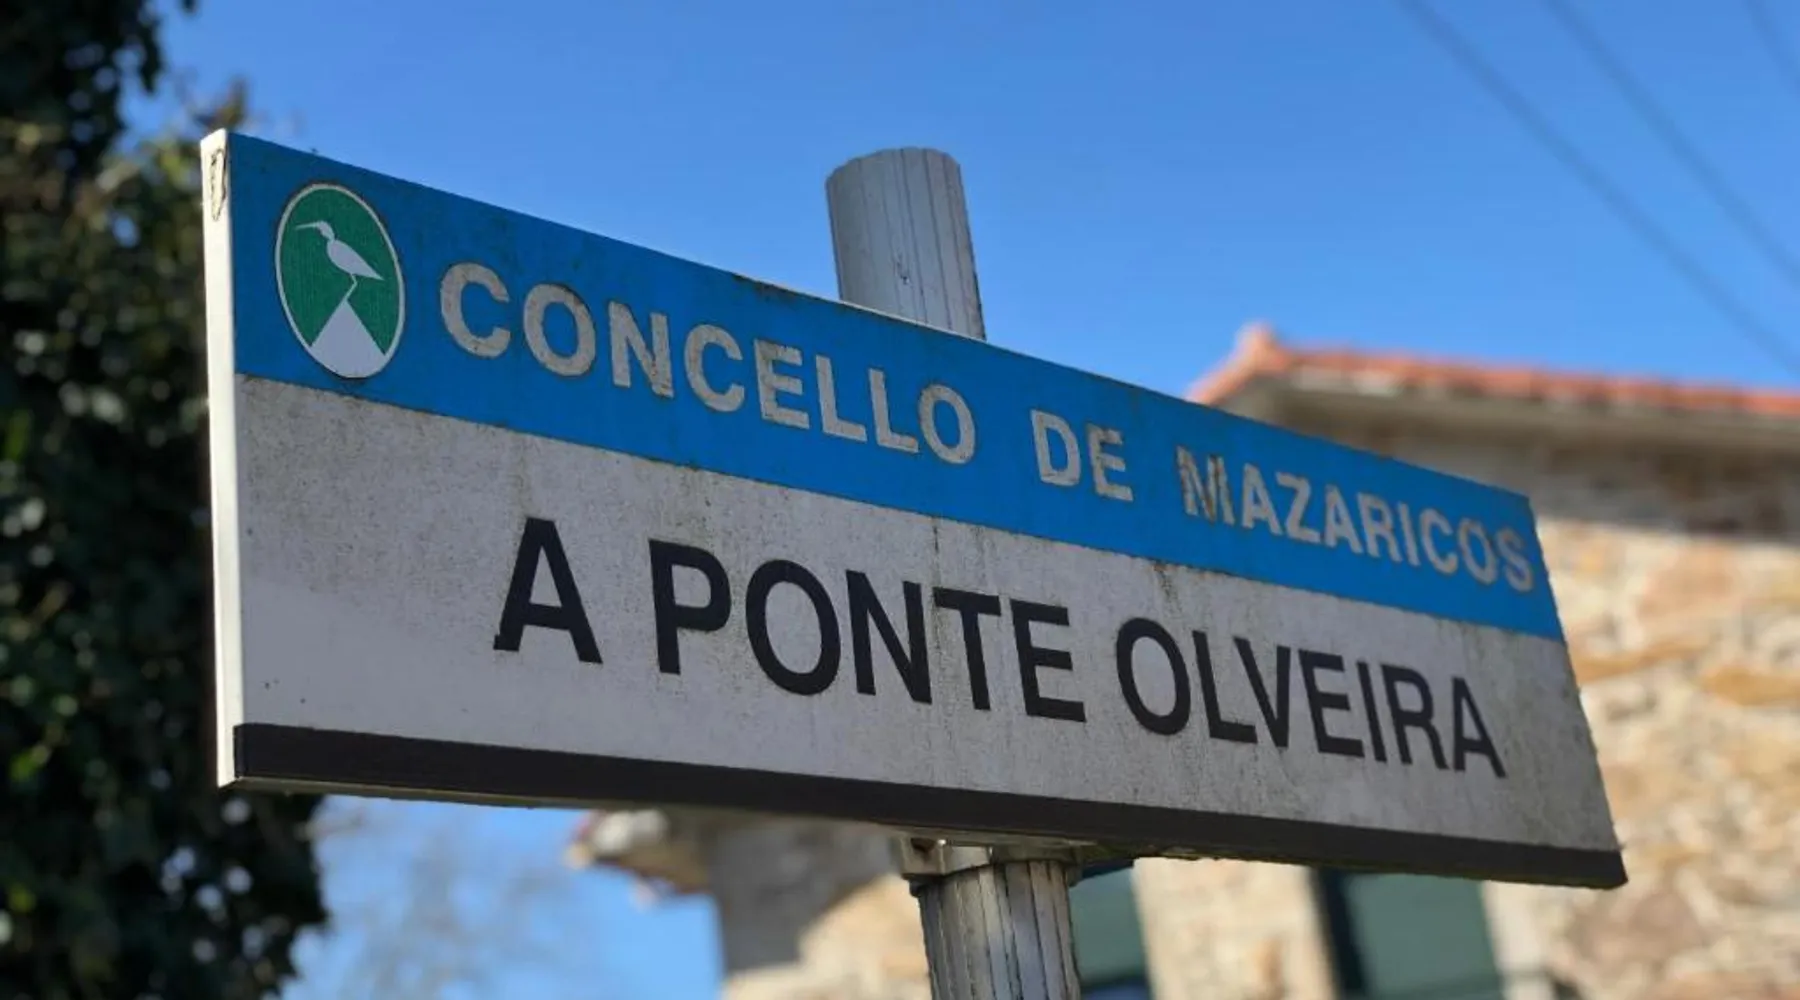 CONCELLO DE MAZARICOS
A PONTE OLVEIRA